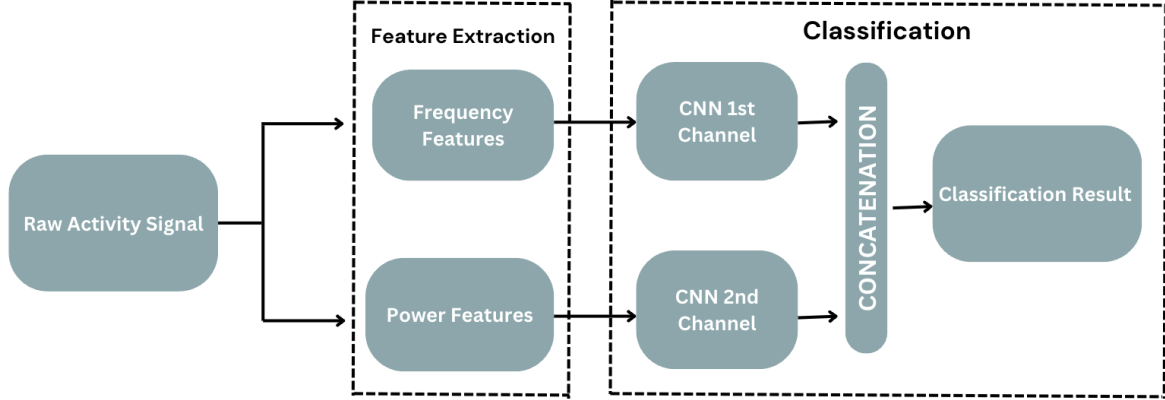 Feature Extraction
Classification
Frequency
Features
CNN 1st
Channel
Raw Activity Signal
CONCATENATION
Classification Result
Power Features
CNN 2nd
Channel